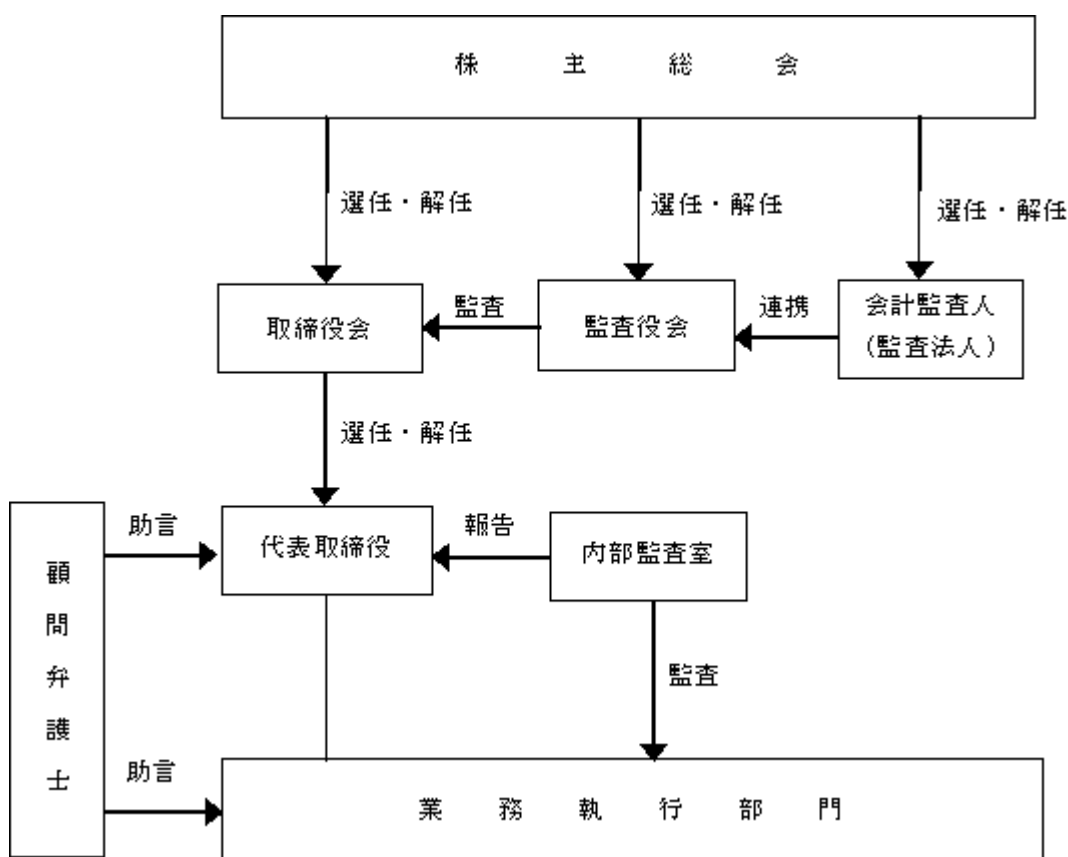 株主総会
選任・解任
選任・解任
選任・解任
取締役会
監査
監査役会
連携
会計監査人
(監査法人)
選任・解任
顧問弁護士
助言
代表取締役
報告
内部監査室
監査
助言
業務執行部門